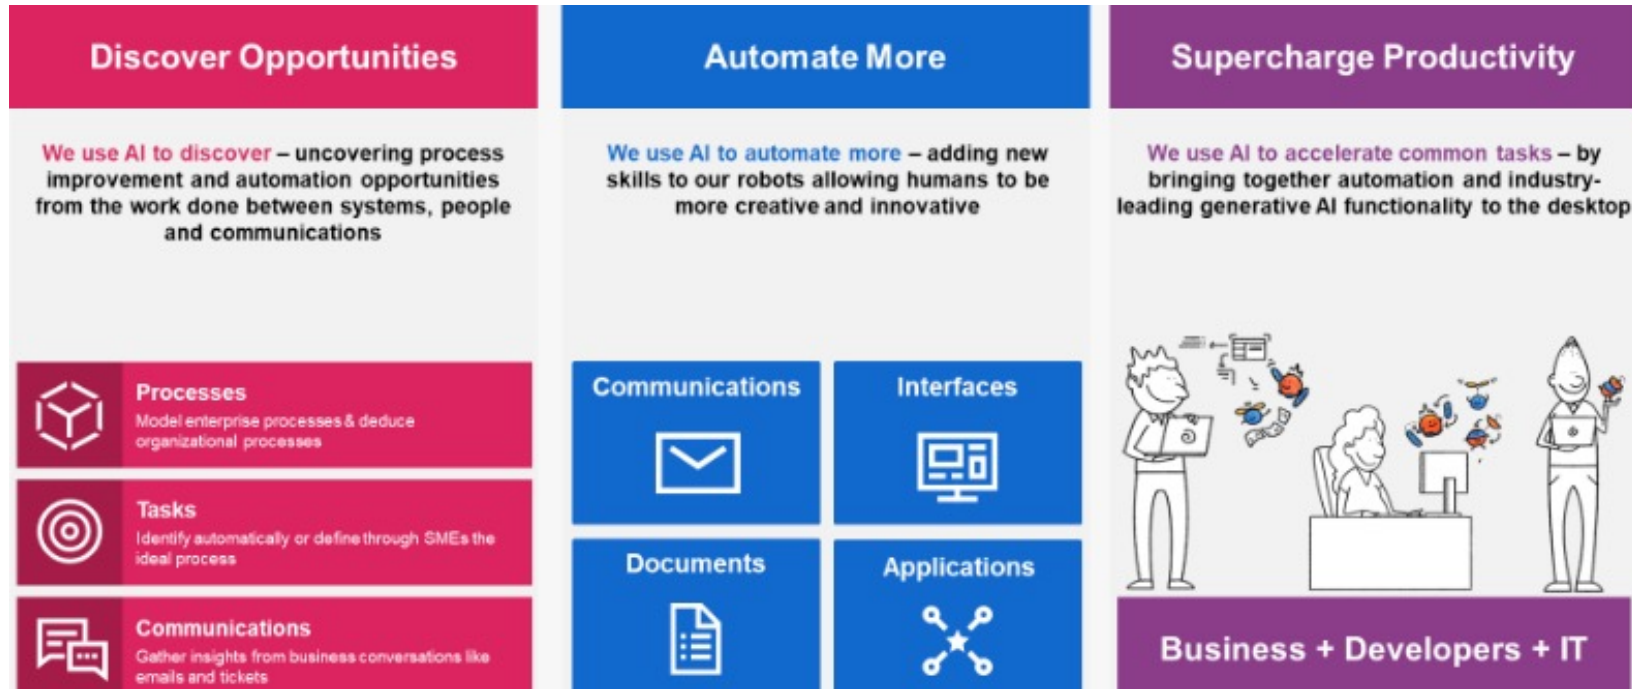 Discover Opportunities
We use AI to discover – uncovering process
improvement and automation opportunities
from the work done between systems, people
and communications
Processes
Model enterprise processes & deduce
organizational processes
Tasks
Identify automatically or define through SMEs the
ideal process
Communications
Gather insights from business conversations like
emails and tickets
Automate More
We use AI to automate more – adding new
skills to our robots allowing humans to be
more creative and innovative
Communications
Interfaces
Documents
Applications
Supercharge Productivity
We use AI to accelerate common tasks – by
bringing together automation and industry-
leading generative AI functionality to the desktop
Business + Developers + IT